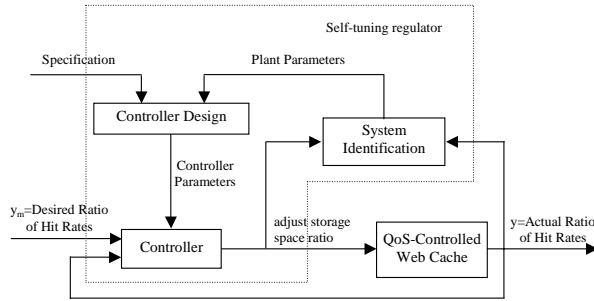 Self-tuning regulator
Specification
Plant Parameters
Controller Design
System
Identification
Controller
Parameters
yₘ=Desired Ratio
of Hit Rates
Controller
adjust storage
space ratio
QoS-Controlled
Web Cache
y=Actual Ratio
of Hit Rates